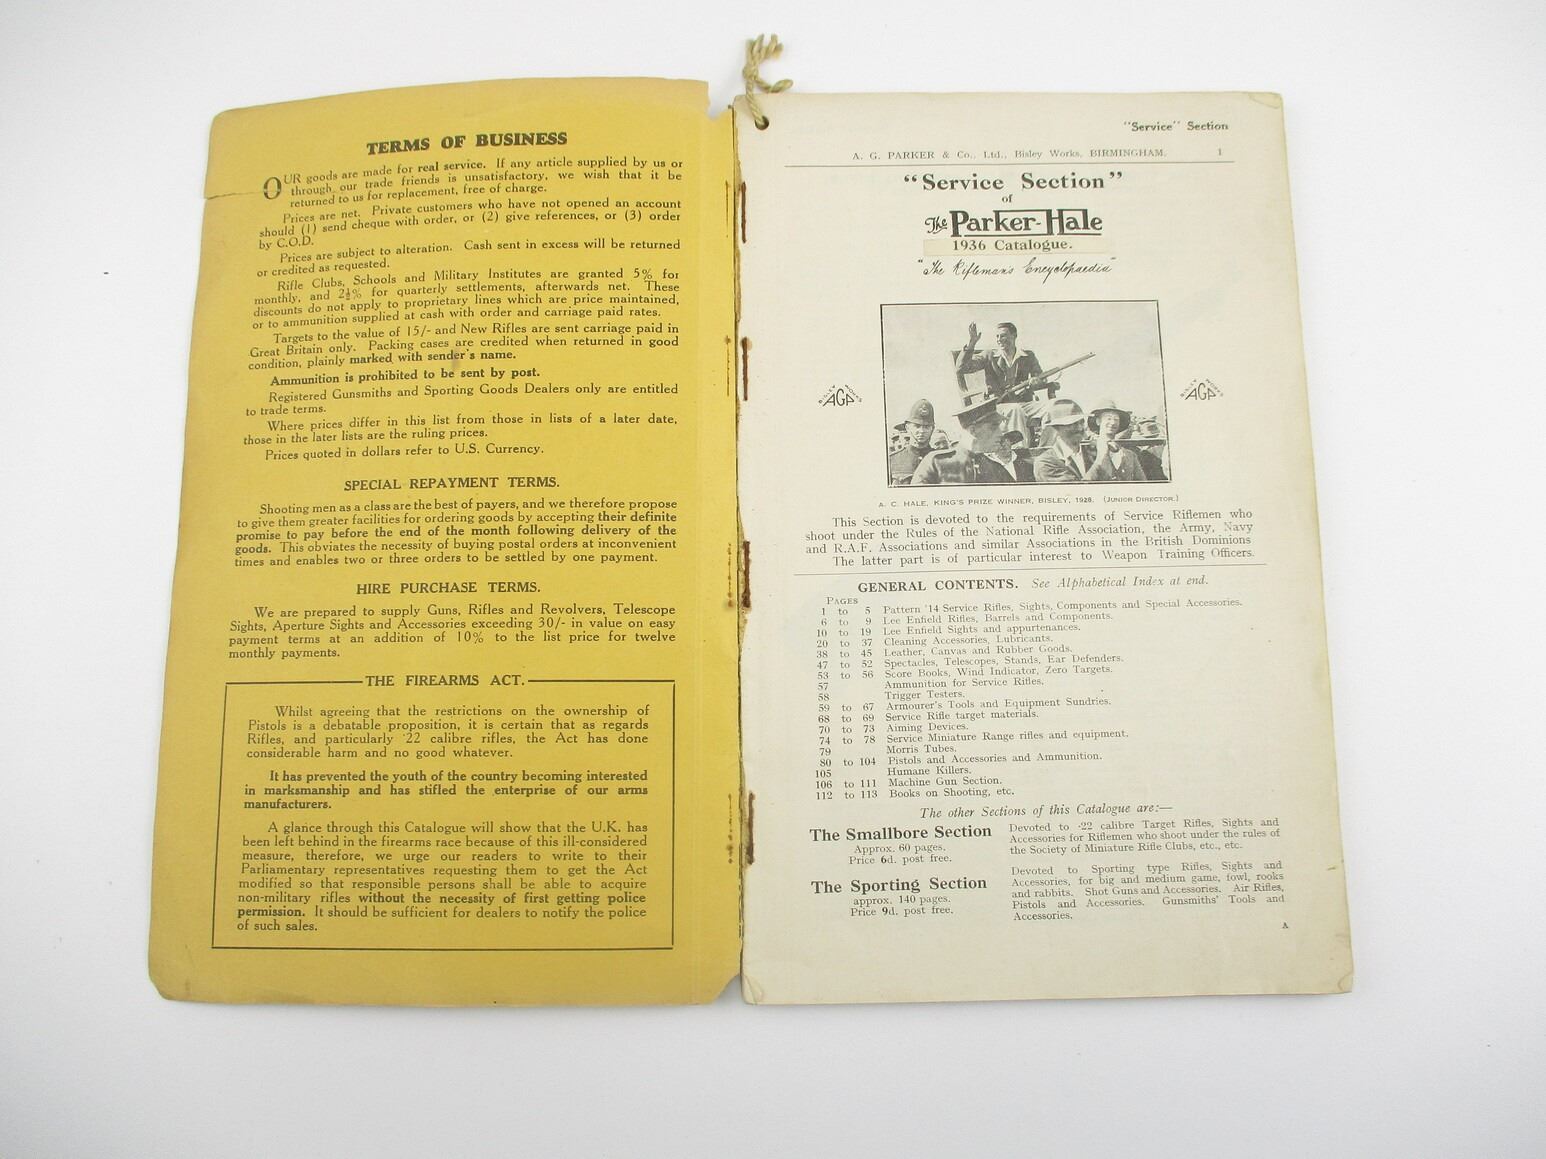 TERMS OF BUSINESS
OUR goods are made for real service. If any article supplied by us or
through our trade friends is unsatisfactory, we wish that it be
returned to us for replacement, free of charge.
Prices are net. Private customers who have not opened an account
should (1) send cheque with order, or (2) give references, or (3) order
by C.O.D.
Prices are subject to alteration. Cash sent in excess will be returned
or credited as requested.
Rifle Clubs, Schools and Military Institutes are granted 5% for
monthly, and 2½% for quarterly settlements, afterwards net. These
discounts do not apply to proprietary lines which are price maintained,
or to ammunition supplied at cash with order and carriage paid rates.
Targets to the value of 15/- and New Rifles are sent carriage paid in
Great Britain only. Packing cases are credited when returned in good
condition, plainly marked with sender's name.
Ammunition is prohibited to be sent by post.
Registered Gunsmiths and Sporting Goods Dealers only are entitled
to trade terms.
Where prices differ in this list from those in lists of a later date,
those in the later lists are the ruling prices.
Prices quoted in dollars refer to U.S. Currency.
SPECIAL REPAYMENT TERMS.
Shooting men as a class are the best of payers, and we therefore propose
to give them greater facilities for ordering goods by accepting their definite
promise to pay before the end of the month following delivery of the
goods. This obviates the necessity of buying postal orders at inconvenient
times and enables two or three orders to be settled by one payment.
HIRE PURCHASE TERMS.
We are prepared to supply Guns, Rifles and Revolvers, Telescope
Sights, Aperture Sights and Accessories exceeding 30/- in value on easy
payment terms at an addition of 10% to the list price for twelve
monthly payments.
THE FIREARMS ACT.
Whilst agreeing that the restrictions on the ownership of
Pistols is a debatable proposition, it is certain that as regards
Rifles, and particularly ·22 calibre rifles, the Act has done
considerable harm and no good whatever.
It has prevented the youth of the country becoming interested
in marksmanship and has stifled the enterprise of our arms
manufacturers.
A glance through this Catalogue will show that the U.K. has
been left behind in the firearms race because of this ill-considered
measure, therefore, we urge our readers to write to their
Parliamentary representatives requesting them to get the Act
modified so that responsible persons shall be able to acquire
non-military rifles without the necessity of first getting police
permission. It should be sufficient for dealers to notify the police
of such sales.
"Service" Section
A. G. PARKER & Co., Ltd., Bisley Works, BIRMINGHAM. 1
"Service Section"
of
The Parker-Hale
1936 Catalogue.
"The Rifleman's Encyclopaedia"
BISLEY WORKS
AGP
BISLEY WORKS
AGP
A. C. HALE, KING'S PRIZE WINNER, BISLEY, 1928. (JUNIOR DIRECTOR.)
This Section is devoted to the requirements of Service Riflemen who
shoot under the Rules of the National Rifle Association, the Army, Navy
and R.A.F. Associations and similar Associations in the British Dominions
The latter part is of particular interest to Weapon Training Officers.
GENERAL CONTENTS. See Alphabetical Index at end.
PAGES
1 to 5 Pattern '14 Service Rifles, Sights, Components and Special Accessories.
6 to 9 Lee Enfield Rifles, Barrels and Components.
10 to 19 Lee Enfield Sights and appurtenances.
20 to 37 Cleaning Accessories, Lubricants.
38 to 45 Leather, Canvas and Rubber Goods.
47 to 52 Spectacles, Telescopes, Stands, Ear Defenders.
53 to 56 Score Books, Wind Indicator, Zero Targets.
57 Ammunition for Service Rifles.
58 Trigger Testers.
59 to 67 Armourer's Tools and Equipment Sundries.
68 to 69 Service Rifle target materials.
70 to 73 Aiming Devices.
74 to 78 Service Miniature Range rifles and equipment.
79 Morris Tubes.
80 to 104 Pistols and Accessories and Ammunition.
105 Humane Killers.
106 to 111 Machine Gun Section.
112 to 113 Books on Shooting, etc.
The other Sections of this Catalogue are:—
The Smallbore Section
Approx. 60 pages.
Price 6d. post free.
Devoted to ·22 calibre Target Rifles, Sights and
Accessories for Riflemen who shoot under the rules of
the Society of Miniature Rifle Clubs, etc., etc.
The Sporting Section
approx. 140 pages.
Price 9d. post free.
Devoted to Sporting type Rifles, Sights and
Accessories, for big and medium game, fowl, rooks
and rabbits. Shot Guns and Accessories. Air Rifles,
Pistols and Accessories. Gunsmiths' Tools and
Accessories.
A